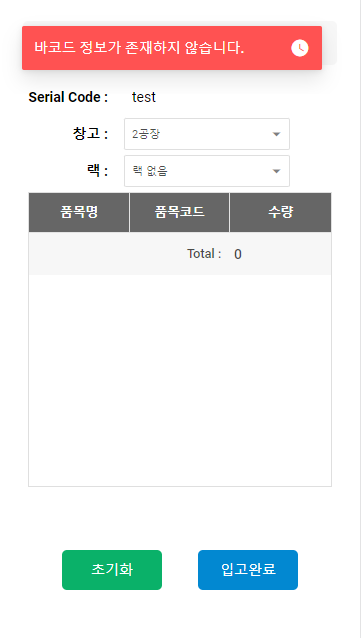 바코드 정보가 존재하지 않습니다.
Serial Code : test
창고 : 2공장
랙 : 랙 없음
품목명 품목코드 수량
Total : 0
초기화 입고완료